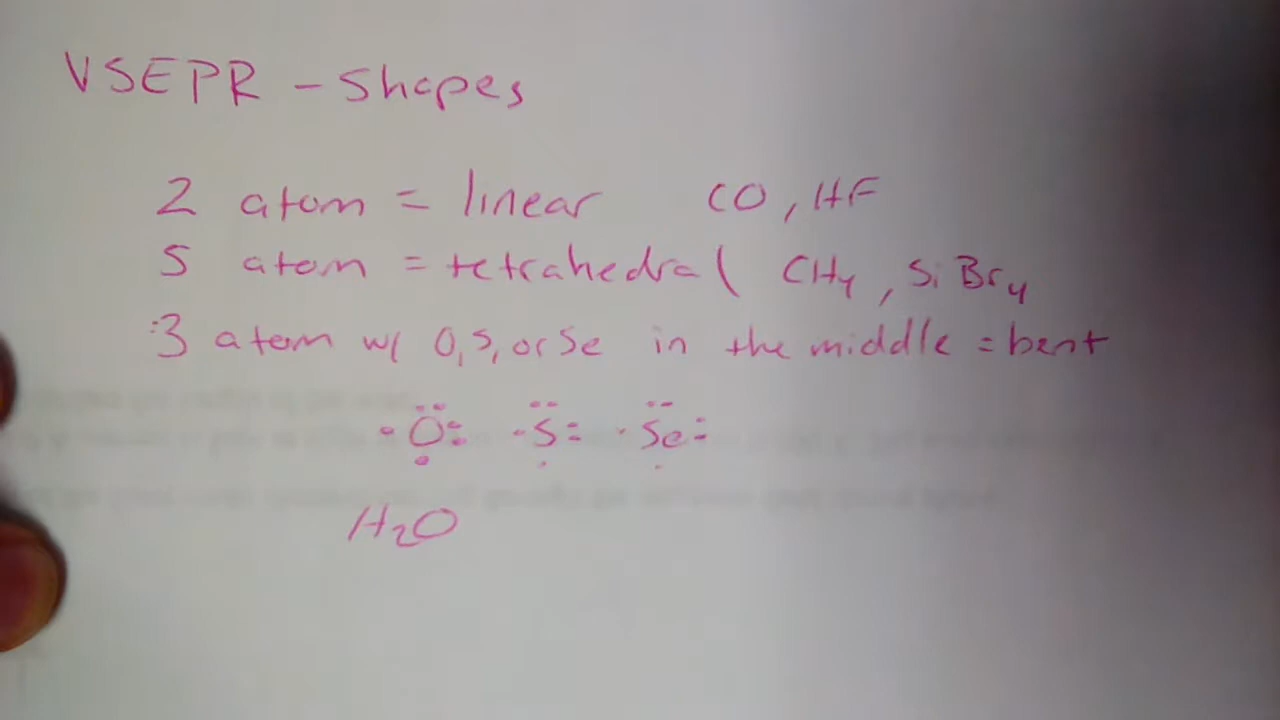 VSEPR - Shapes
2 atom = linear CO, HF
5 atom = tetrahedral CH4, SiBr4
3 atom w/ O, S, or Se in the middle = bent
O S Se
H2O